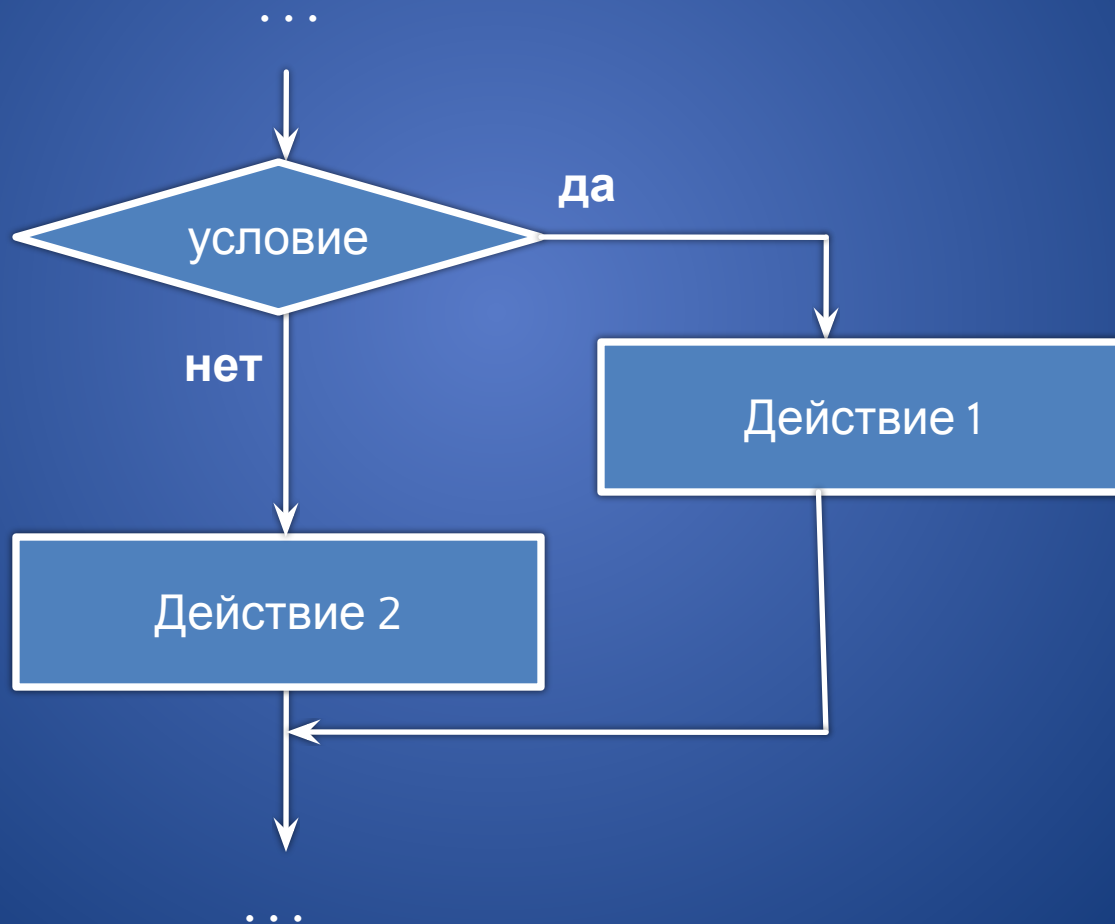 . . .
да
условие
нет
Действие 1
Действие 2
. . .